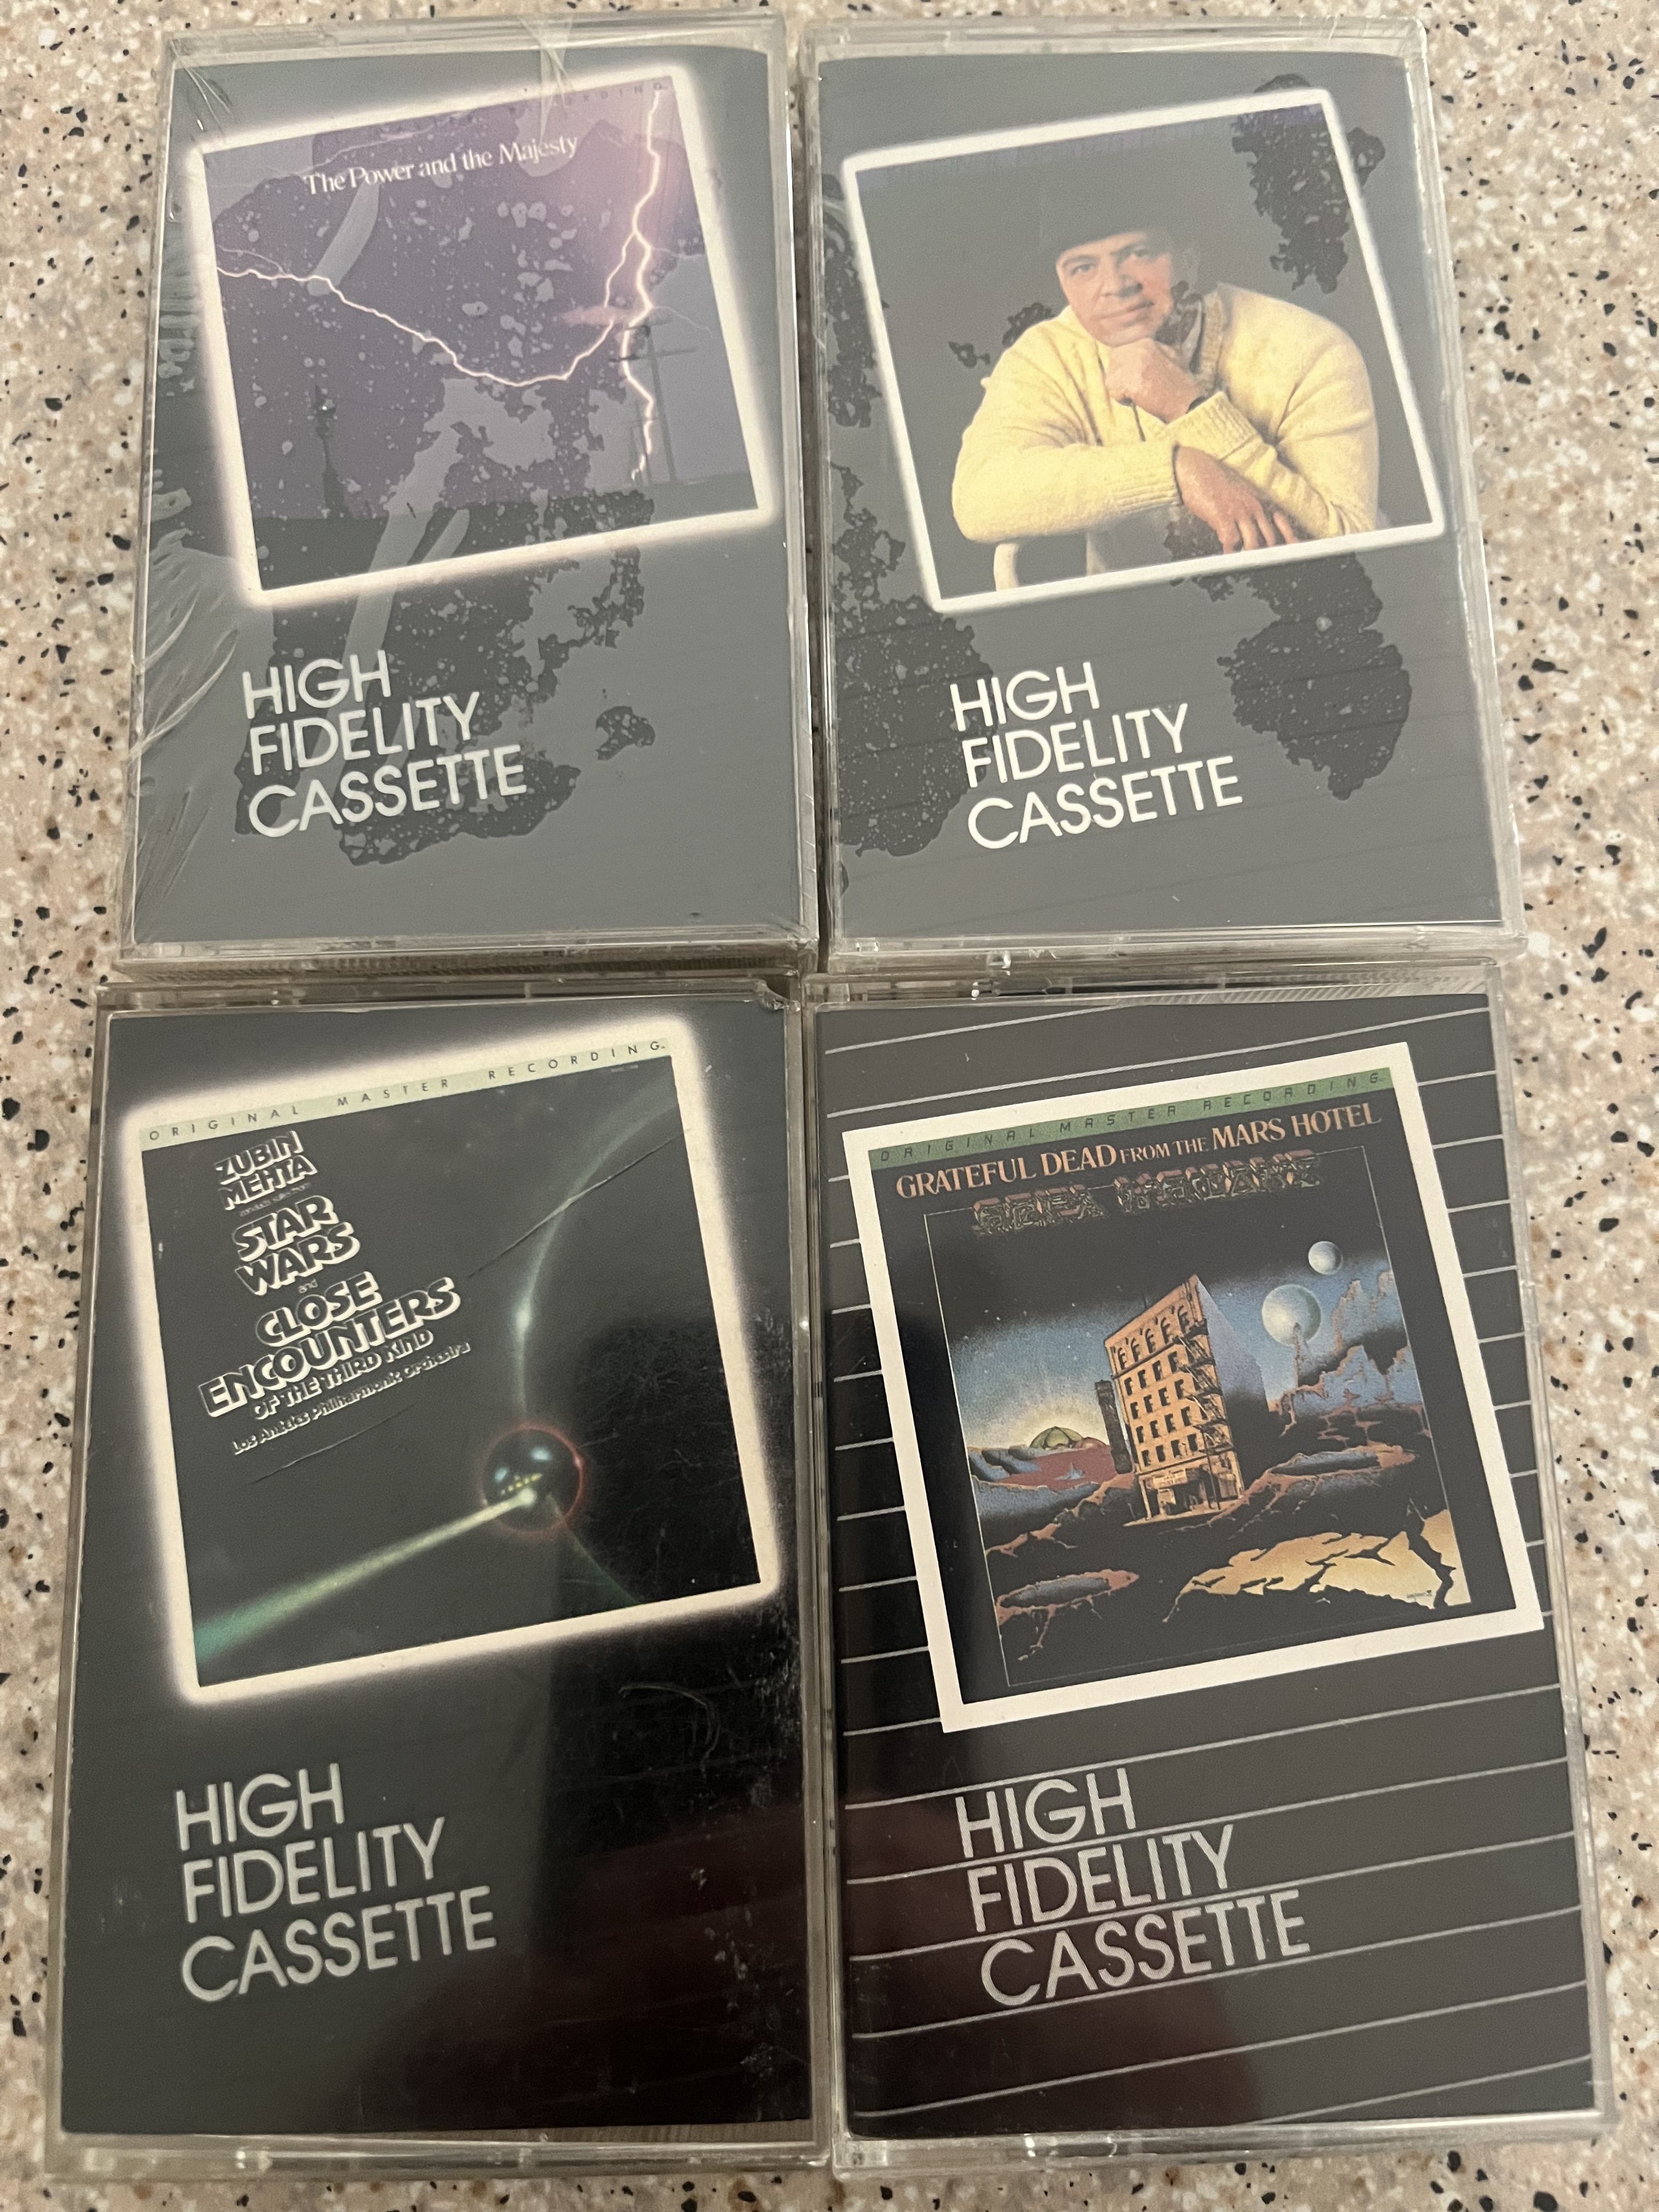 RECORDING
The Power and the Majesty
HIGH
FIDELITY
CASSETTE
HIGH
FIDELITY
CASSETTE
ORIGINAL MASTER RECORDING™
ZUBIN
MEHTA
STAR
WARS
and
CLOSE
ENCOUNTERS
OF THE THIRD KIND
Los Angeles Philharmonic Orchestra
HIGH
FIDELITY
CASSETTE
ORIGINAL MASTER RECORDING™
GRATEFUL DEAD FROM THE MARS HOTEL
HIGH
FIDELITY
CASSETTE